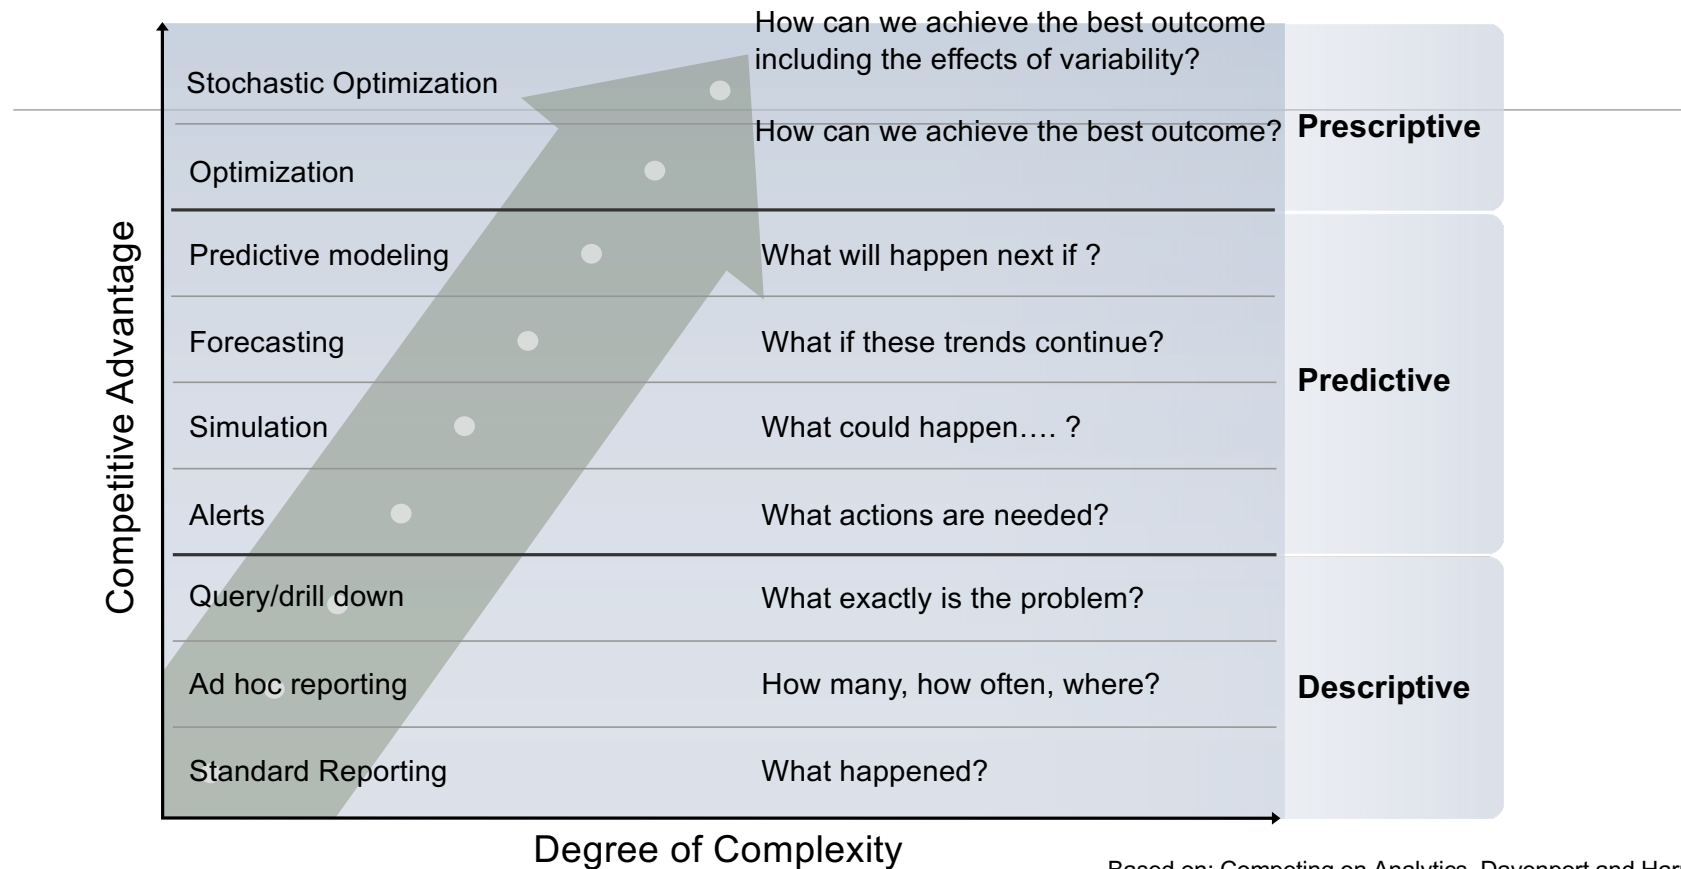 Competitive Advantage
Stochastic Optimization
How can we achieve the best outcome
including the effects of variability?
Optimization
How can we achieve the best outcome?
Prescriptive
Predictive modeling
What will happen next if ?
Forecasting
What if these trends continue?
Simulation
What could happen…. ?
Alerts
What actions are needed?
Predictive
Query/drill down
What exactly is the problem?
Ad hoc reporting
How many, how often, where?
Standard Reporting
What happened?
Descriptive
Degree of Complexity
Based on: Competing on Analytics, Davenport and